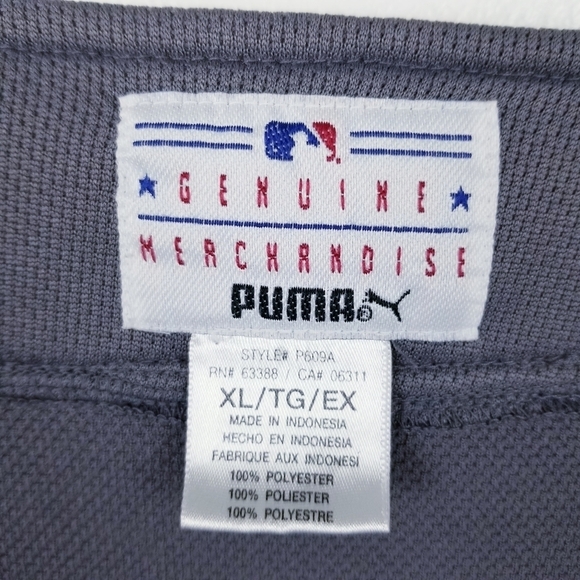 GENUINE
MERCHANDISE
PUMA
STYLE# P609A
RN# 63388 / CA# 06311
XL/TG/EX
MADE IN INDONESIA
HECHO EN INDONESIA
FABRIQUE AUX INDONESI
100% POLYESTER
100% POLIESTER
100% POLYESTRE